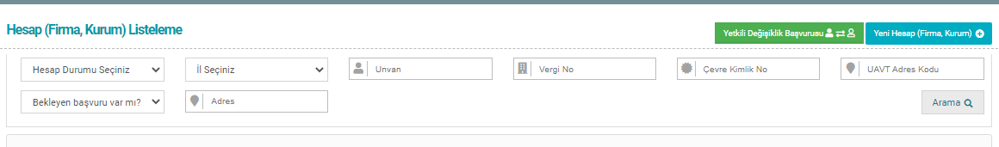 Hesap (Firma, Kurum) Listeleme
Yetkili Değişiklik Başvurusu
Yeni Hesap (Firma, Kurum)
Hesap Durumu Seçiniz
İl Seçiniz
Unvan
Vergi No
Çevre Kimlik No
UAVT Adres Kodu
Bekleyen başvuru var mı?
Adres
Arama